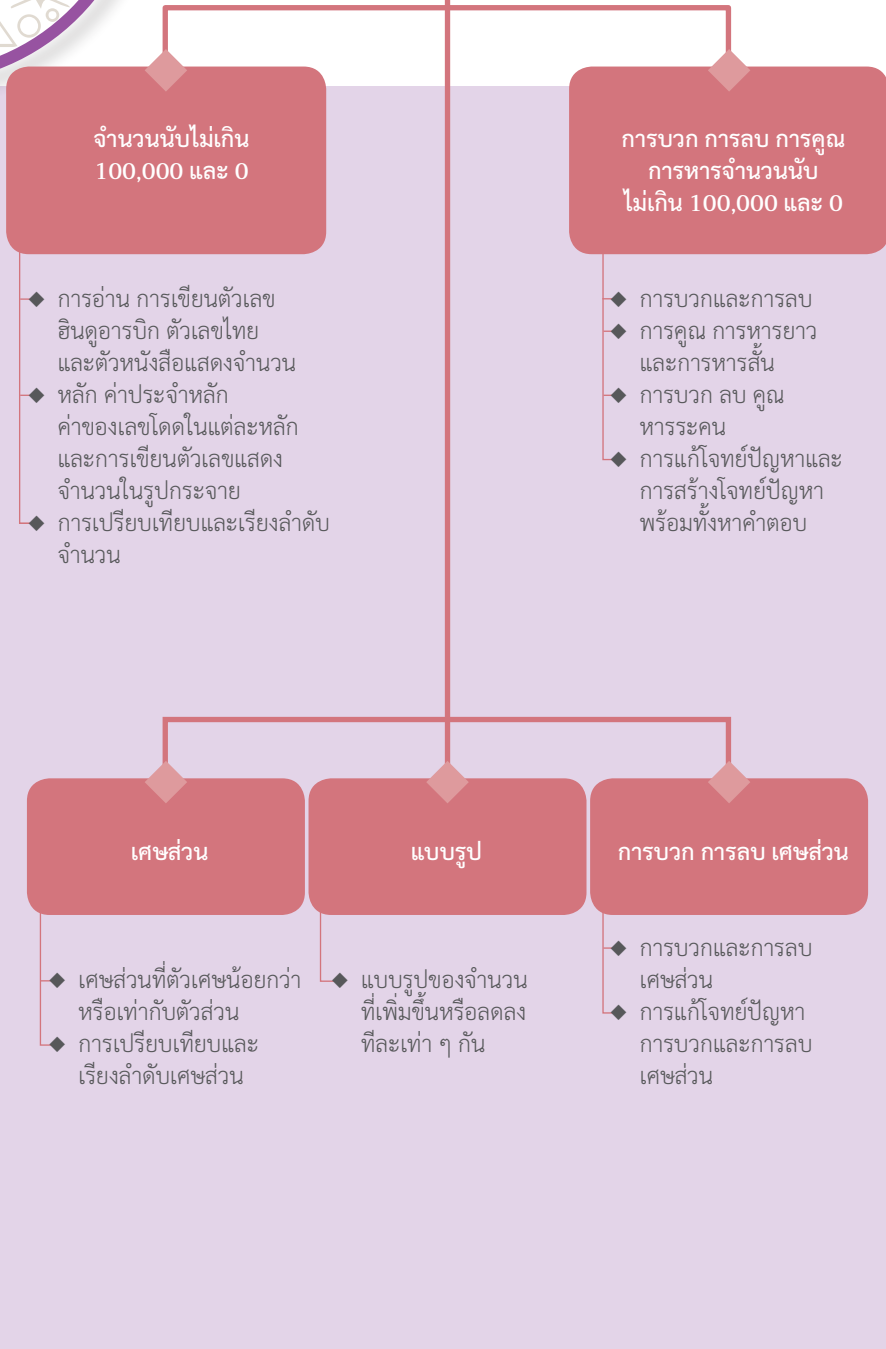 จำนวนนับไม่เกิน
100,000 และ 0
การอ่าน การเขียนตัวเลข
ฮินดูอารบิก ตัวเลขไทย
และตัวหนังสือแสดงจำนวน
หลัก ค่าประจำหลัก
ค่าของเลขโดดในแต่ละหลัก
และการเขียนตัวเลขแสดง
จำนวนในรูปกระจาย
การเปรียบเทียบและเรียงลำดับ
จำนวน
การบวก การลบ การคูณ
การหารจำนวนนับ
ไม่เกิน 100,000 และ 0
การบวกและการลบ
การคูณ การหารยาว
และการหารสั้น
การบวก ลบ คูณ
หารระคน
การแก้โจทย์ปัญหาและ
การสร้างโจทย์ปัญหา
พร้อมทั้งหาคำตอบ
เศษส่วน
เศษส่วนที่ตัวเศษน้อยกว่า
หรือเท่ากับตัวส่วน
การเปรียบเทียบและ
เรียงลำดับเศษส่วน
แบบรูป
แบบรูปของจำนวน
ที่เพิ่มขึ้นหรือลดลง
ทีละเท่า ๆ กัน
การบวก การลบ เศษส่วน
การบวกและการลบ
เศษส่วน
การแก้โจทย์ปัญหา
การบวกและการลบ
เศษส่วน